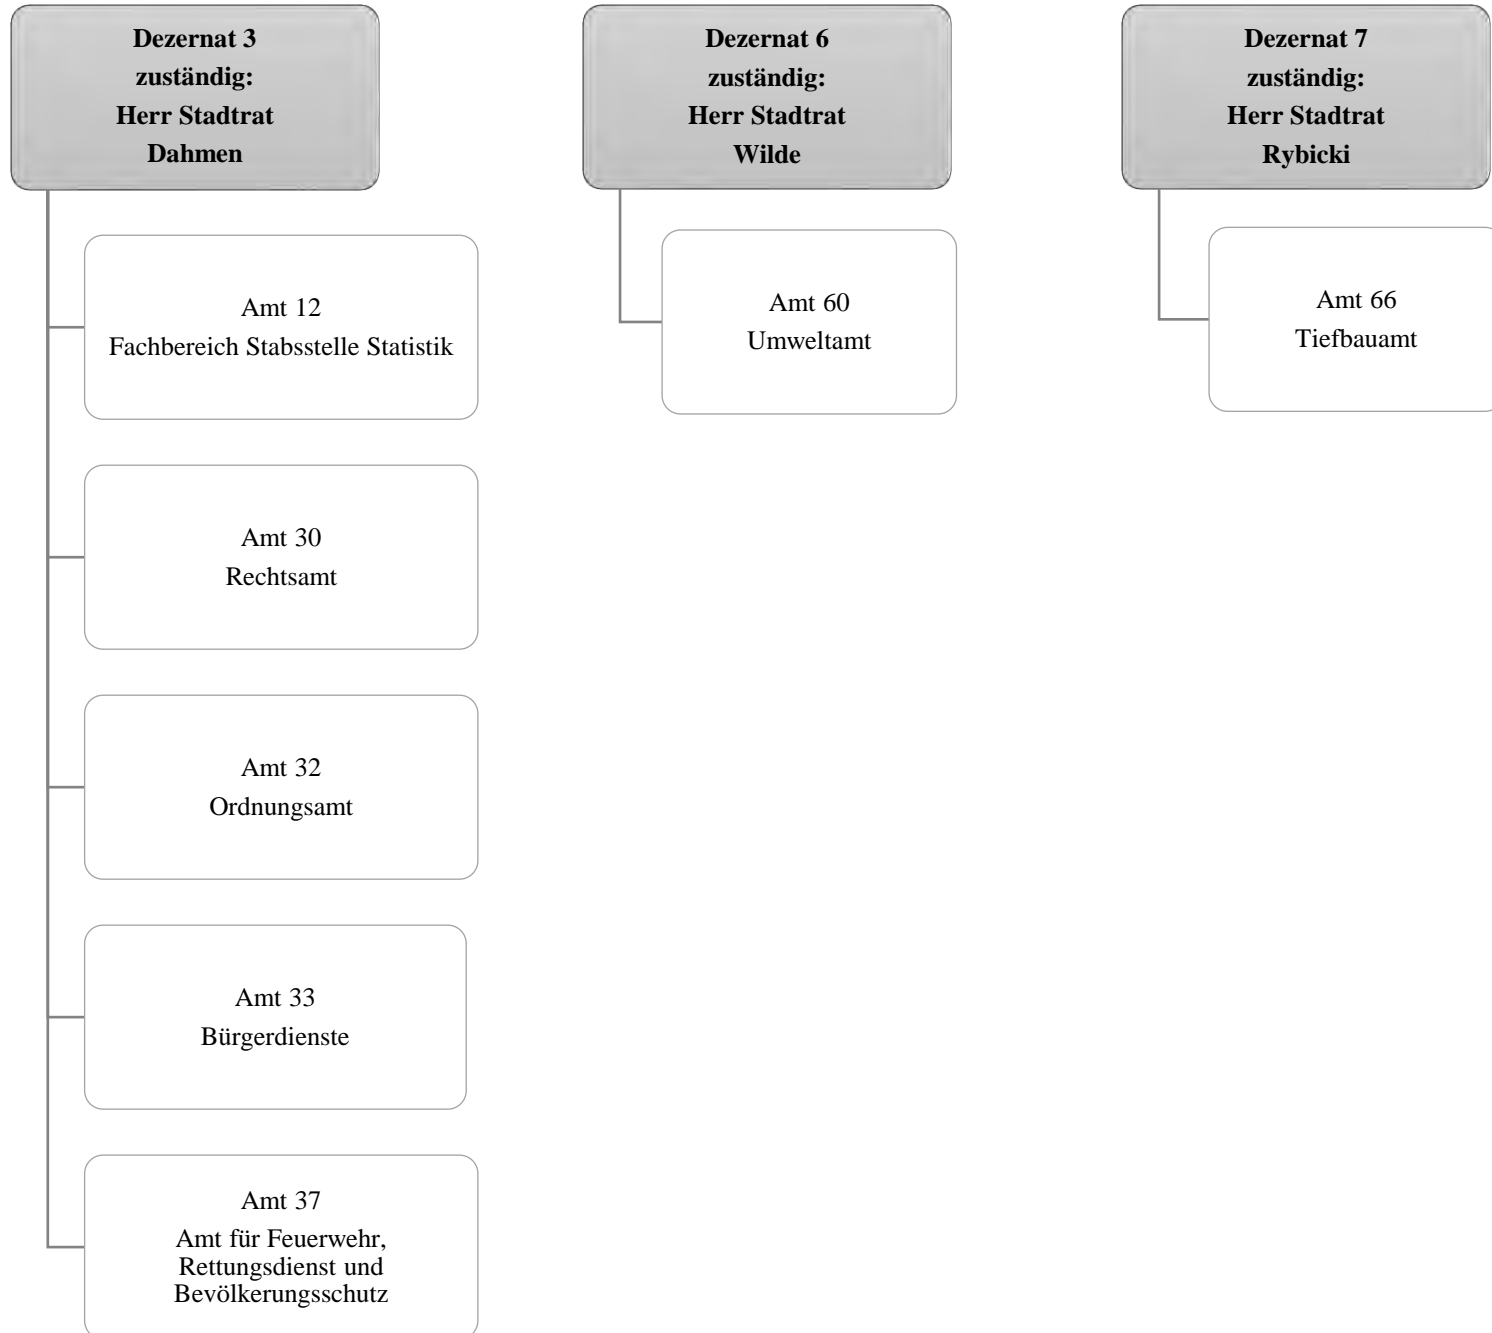 Dezernat 3
zuständig:
Herr Stadtrat
Dahmen
Amt 12
Fachbereich Stabsstelle Statistik
Amt 30
Rechtsamt
Amt 32
Ordnungsamt
Amt 33
Bürgerdienste
Amt 37
Amt für Feuerwehr,
Rettungsdienst und
Bevölkerungsschutz
Dezernat 6
zuständig:
Herr Stadtrat
Wilde
Amt 60
Umweltamt
Dezernat 7
zuständig:
Herr Stadtrat
Rybicki
Amt 66
Tiefbauamt